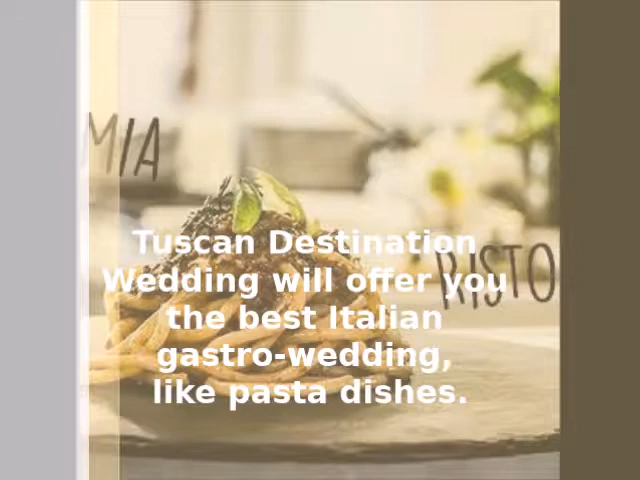 MIA
Tuscan Destination
Wedding will offer you
RISTO
the best Italian
gastro-wedding,
like pasta dishes.